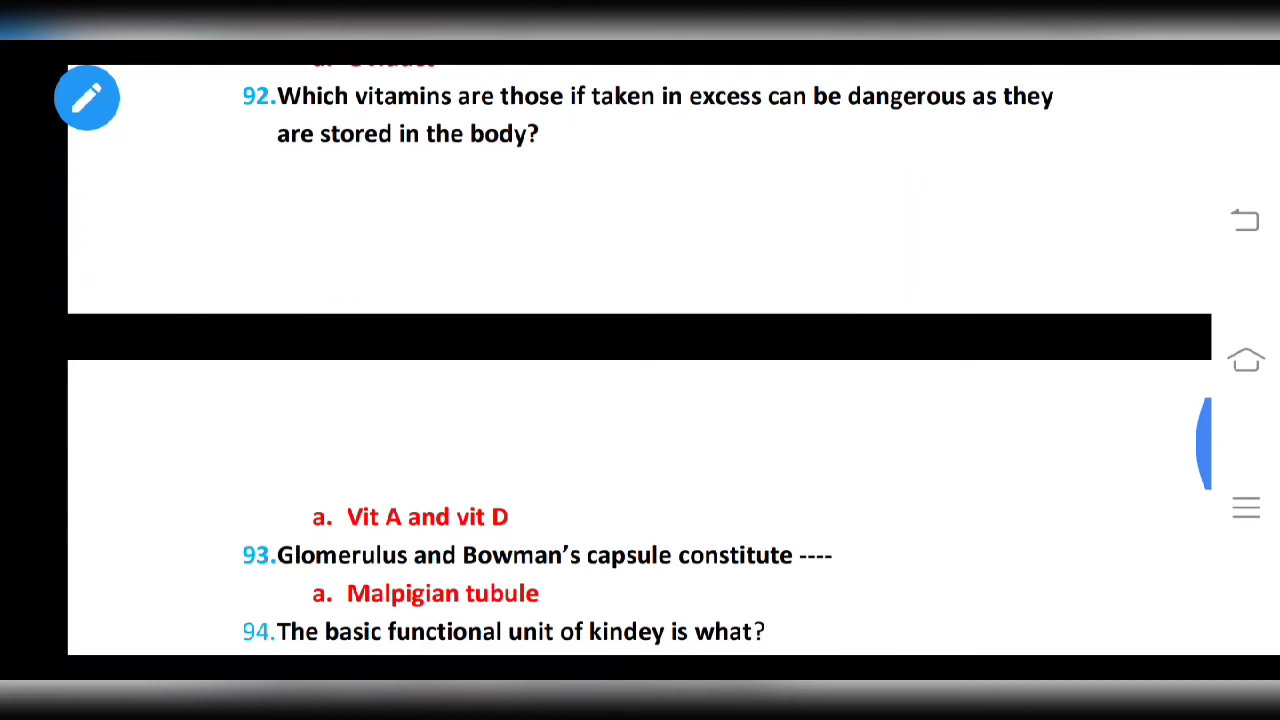 92.Which vitamins are those if taken in excess can be dangerous as they
are stored in the body?
a. Vit A and vit D
93.Glomerulus and Bowman’s capsule constitute ----
a. Malpigian tubule
94.The basic functional unit of kindey is what?